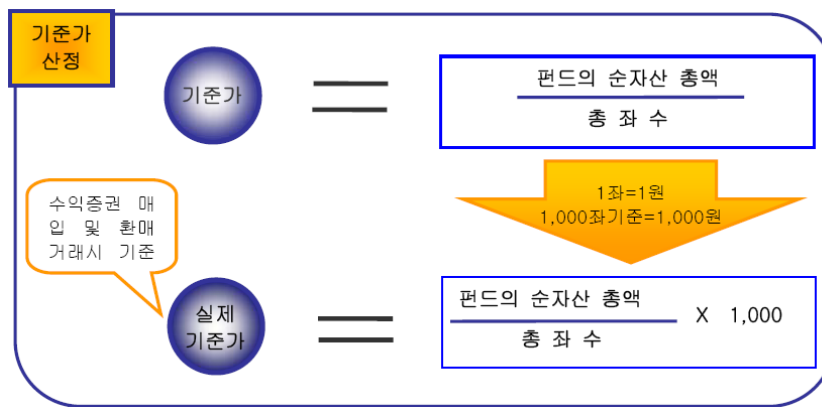 기준가
산정
기준가
펀드의 순자산 총액
총 좌 수
1좌=1원
1,000좌기준=1,000원
수익증권 매
입 및 환매
거래시 기준
실제
기준가
펀드의 순자산 총액
총 좌 수
X 1,000